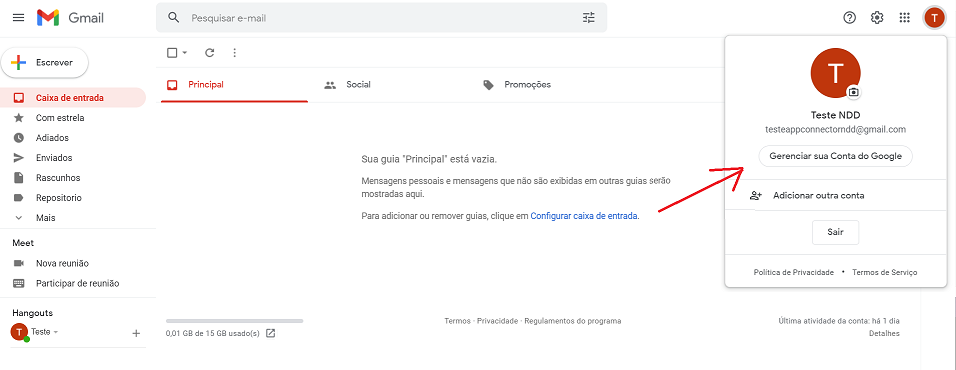 Gmail
Pesquisar e-mail
T
Escrever
Caixa de entrada
Com estrela
Adiados
Enviados
Rascunhos
Repositorio
Mais
Meet
Nova reunião
Participar de reunião
Hangouts
T
Teste
Principal
Social
Promoções
Sua guia "Principal" está vazia.
Mensagens pessoais e mensagens que não são exibidas em outras guias serão
mostradas aqui.
Para adicionar ou remover guias, clique em Configurar caixa de entrada.
0,01 GB de 15 GB usado(s)
Termos · Privacidade · Regulamentos do programa
Última atividade da conta: há 1 dia
Detalhes
T
Teste NDD
testeappconnectorndd@gmail.com
Gerenciar sua Conta do Google
Adicionar outra conta
Sair
Política de Privacidade • Termos de Serviço